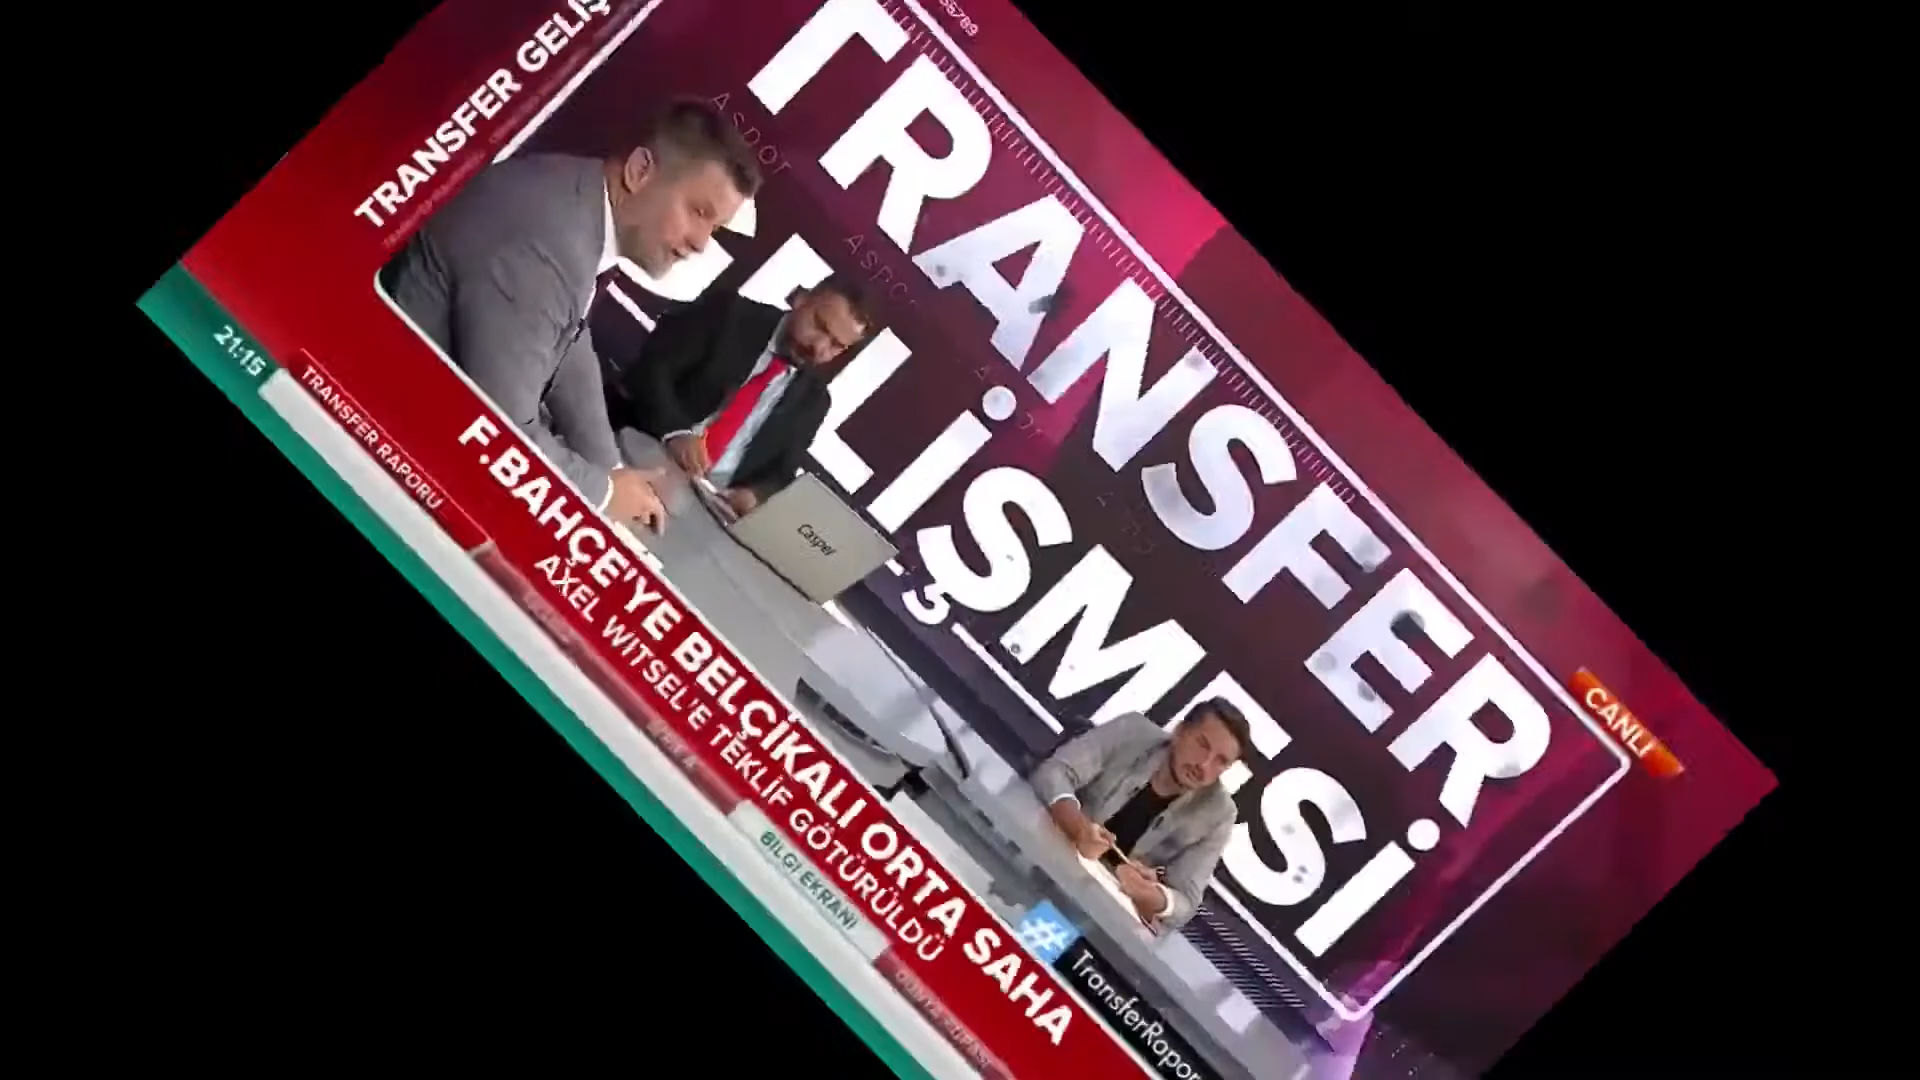 TRANSFER
GELİŞMESİ
TRANSFER GELİŞ
ASPOR
CANLI
Casper
21:15
TRANSFER RAPORU
F.BAHÇE'YE BELÇİKALI ORTA SAHA
AXEL WITSEL'E TEKLİF GÖTÜRÜLDÜ
BİLGİ EKRANI
#TransferRapor